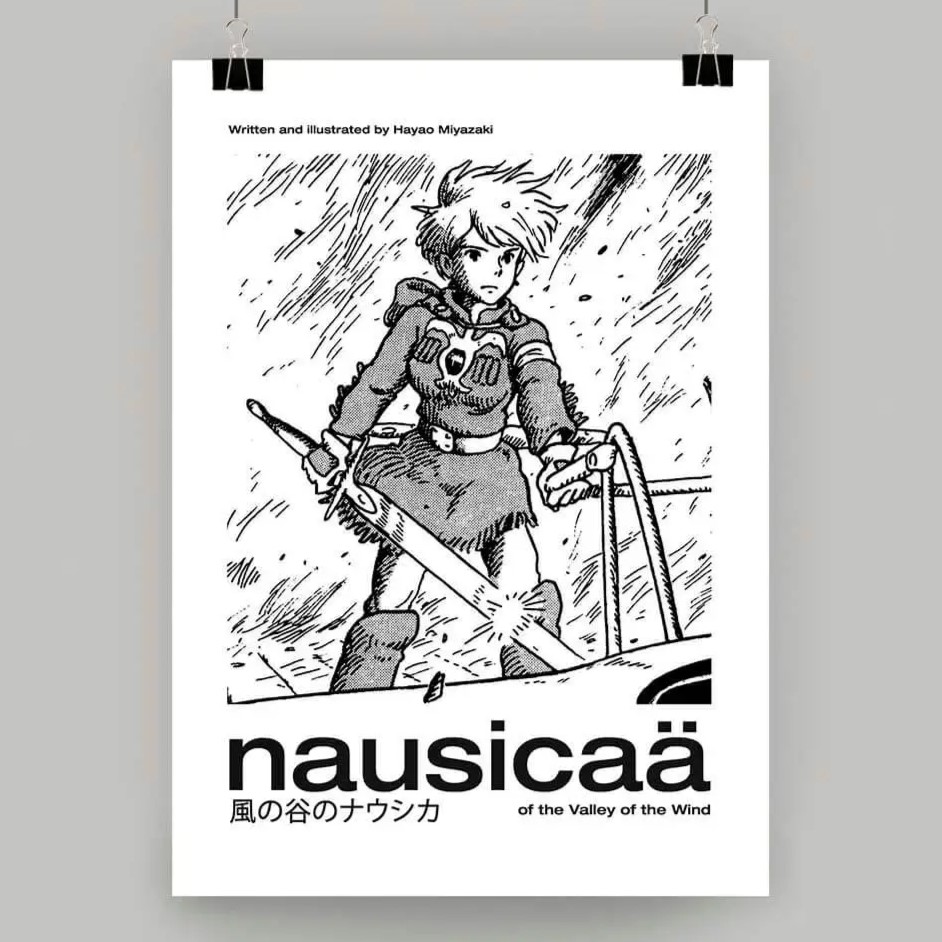 Written and illustrated by Hayao Miyazaki
nausicaä
風の谷のナウシカ
of the Valley of the Wind